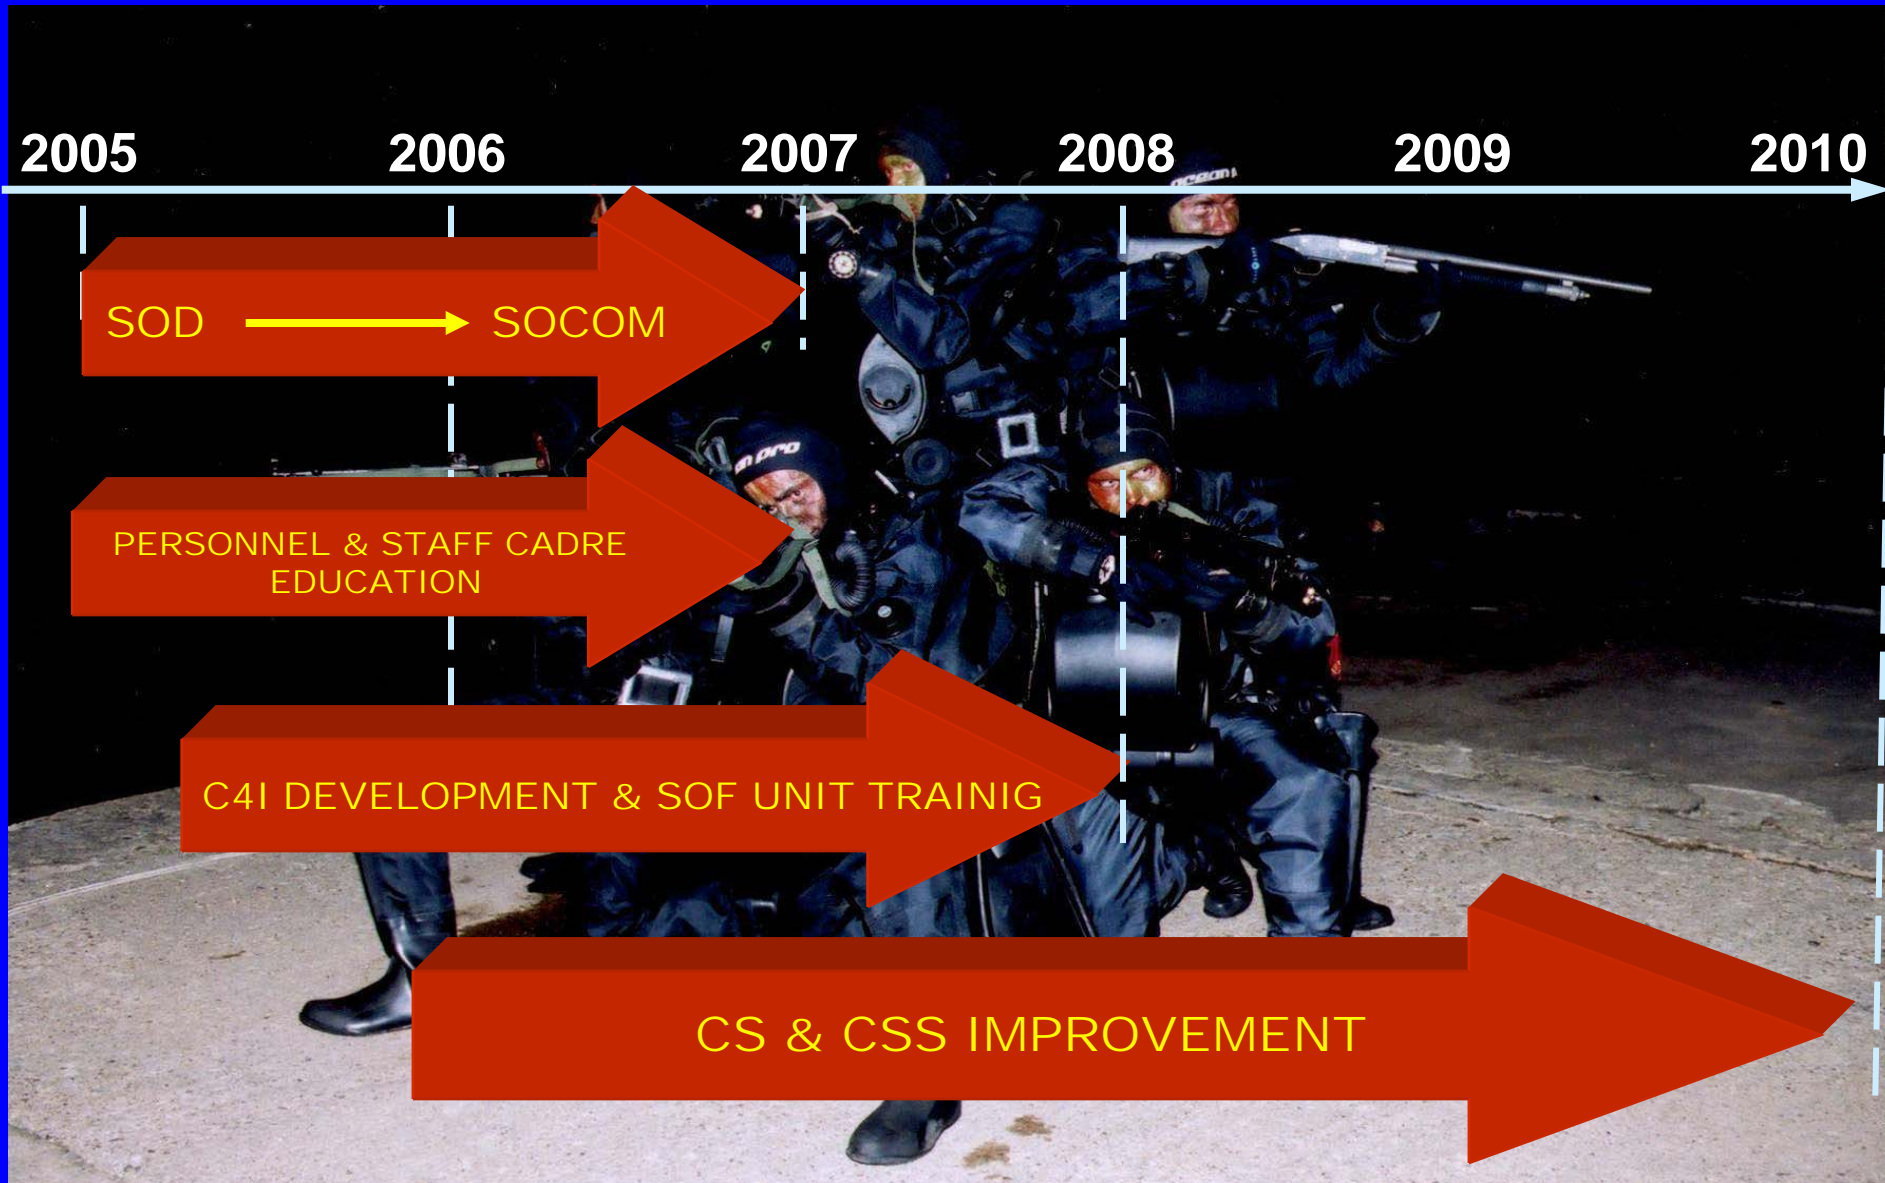 2005 2006 2007 2008 2009 2010
SOD SOCOM
PERSONNEL & STAFF CADRE
EDUCATION
C4I DEVELOPMENT & SOF UNIT TRAINIG
CS & CSS IMPROVEMENT